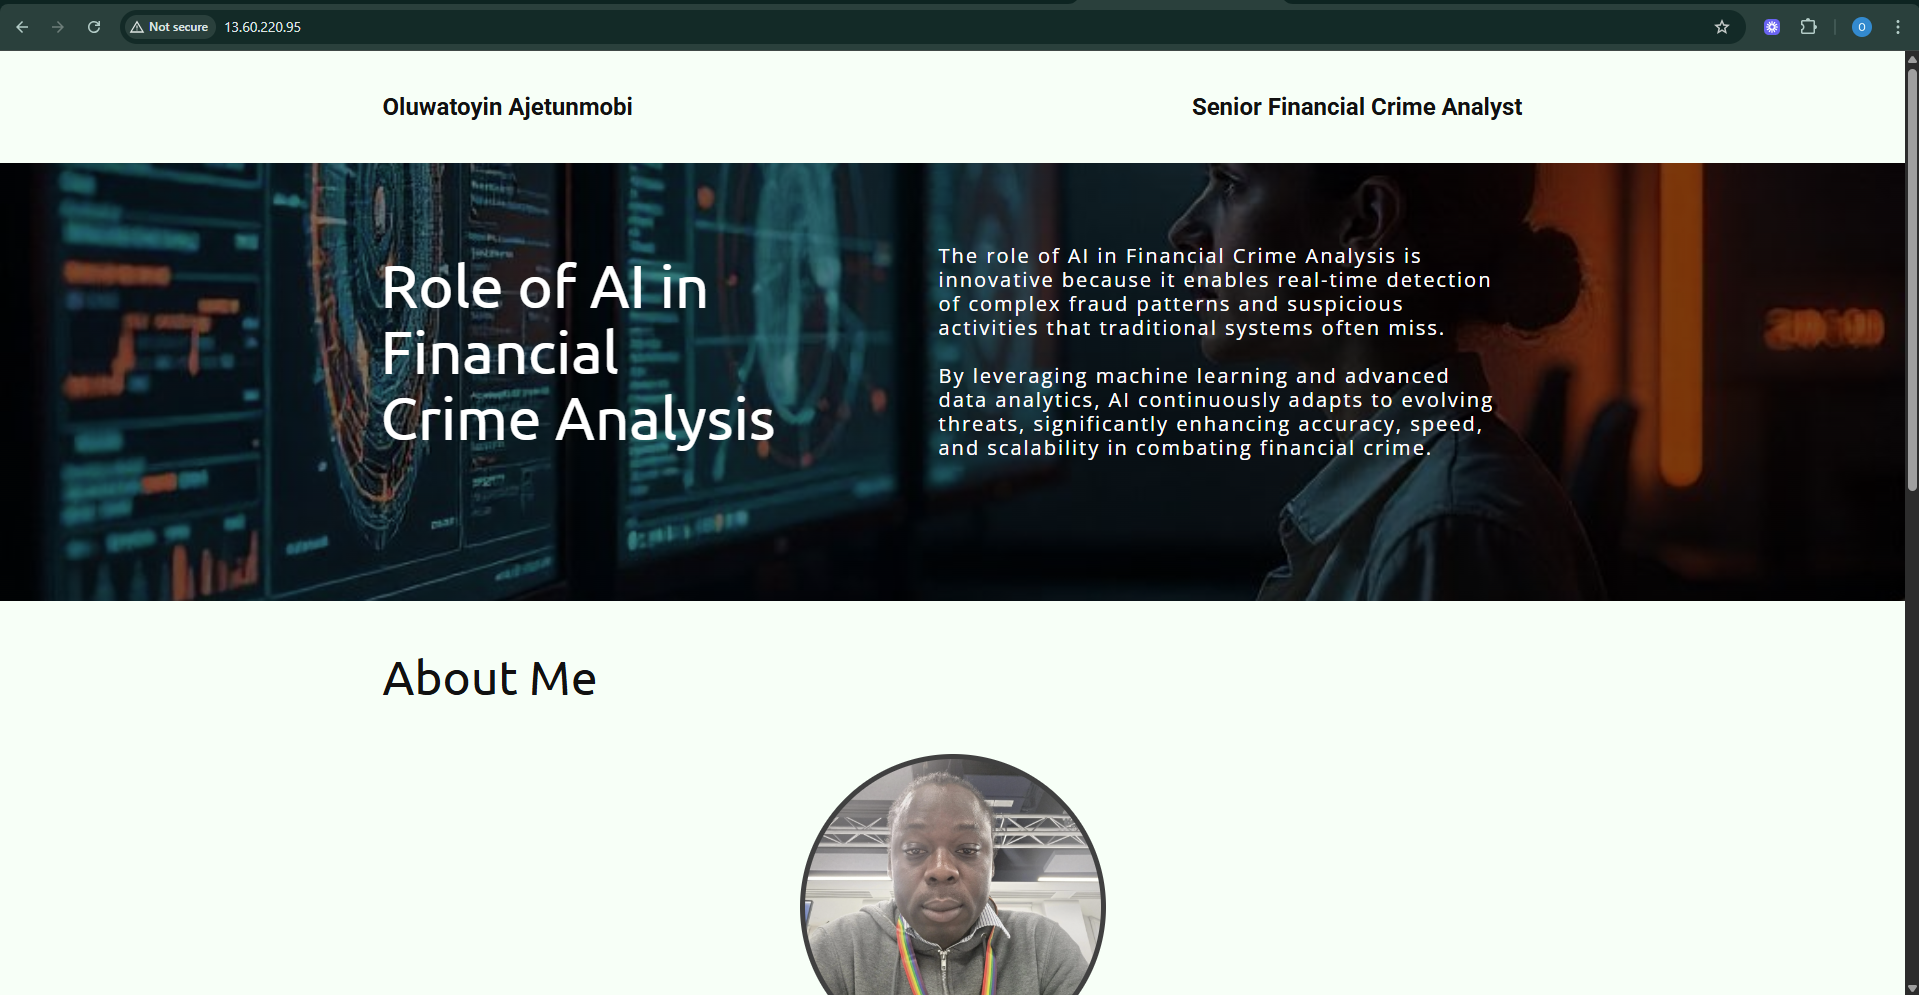 Not secure 13.60.220.95
O
Oluwatoyin Ajetunmobi
Senior Financial Crime Analyst
Role of AI in
Financial
Crime Analysis
The role of AI in Financial Crime Analysis is
innovative because it enables real-time detection
of complex fraud patterns and suspicious
activities that traditional systems often miss.
By leveraging machine learning and advanced
data analytics, AI continuously adapts to evolving
threats, significantly enhancing accuracy, speed,
and scalability in combating financial crime.
About Me